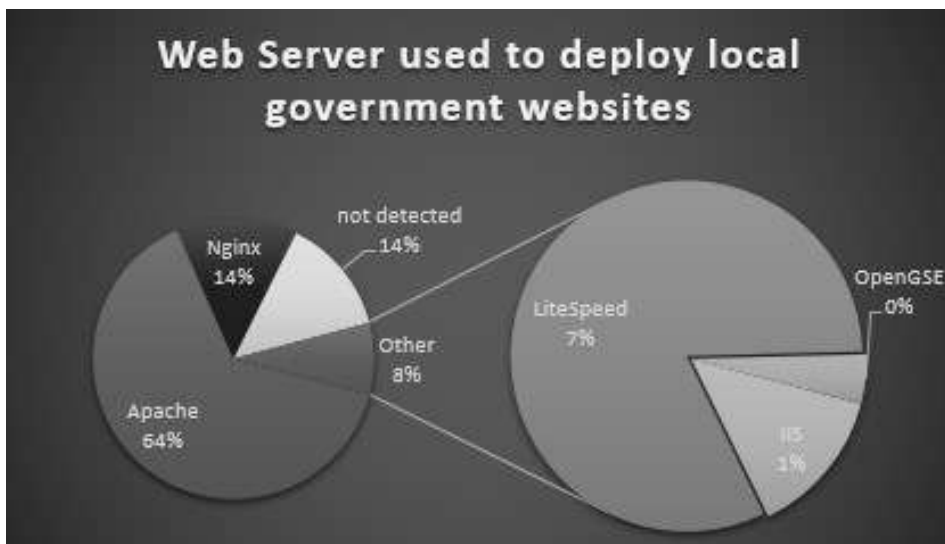 Web Server used to deploy local
government websites
not detected
14%
Nginx
14%
OpenGSE
0%
LiteSpeed
7%
Other
8%
Apache
64%
IIS
1%